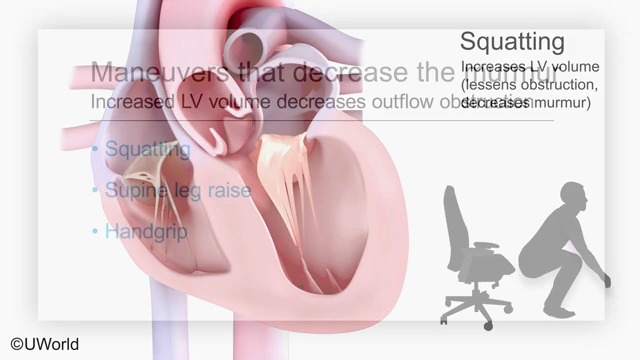 Squatting
Increases LV volume
(lessens obstruction,
decreases murmur)
Maneuvers that decrease the murmur
Increased LV volume decreases outflow obstruction
• Squatting
• Supine leg raise
• Handgrip
©UWorld